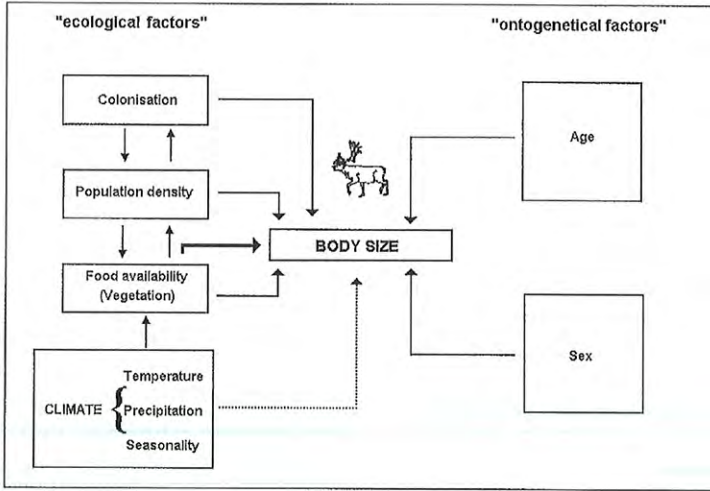 "ecological factors"
"ontogenetical factors"
Colonisation
Age
Population density
BODY SIZE
Food availability
(Vegetation)
Sex
Temperature
CLIMATE { Precipitation
Seasonality